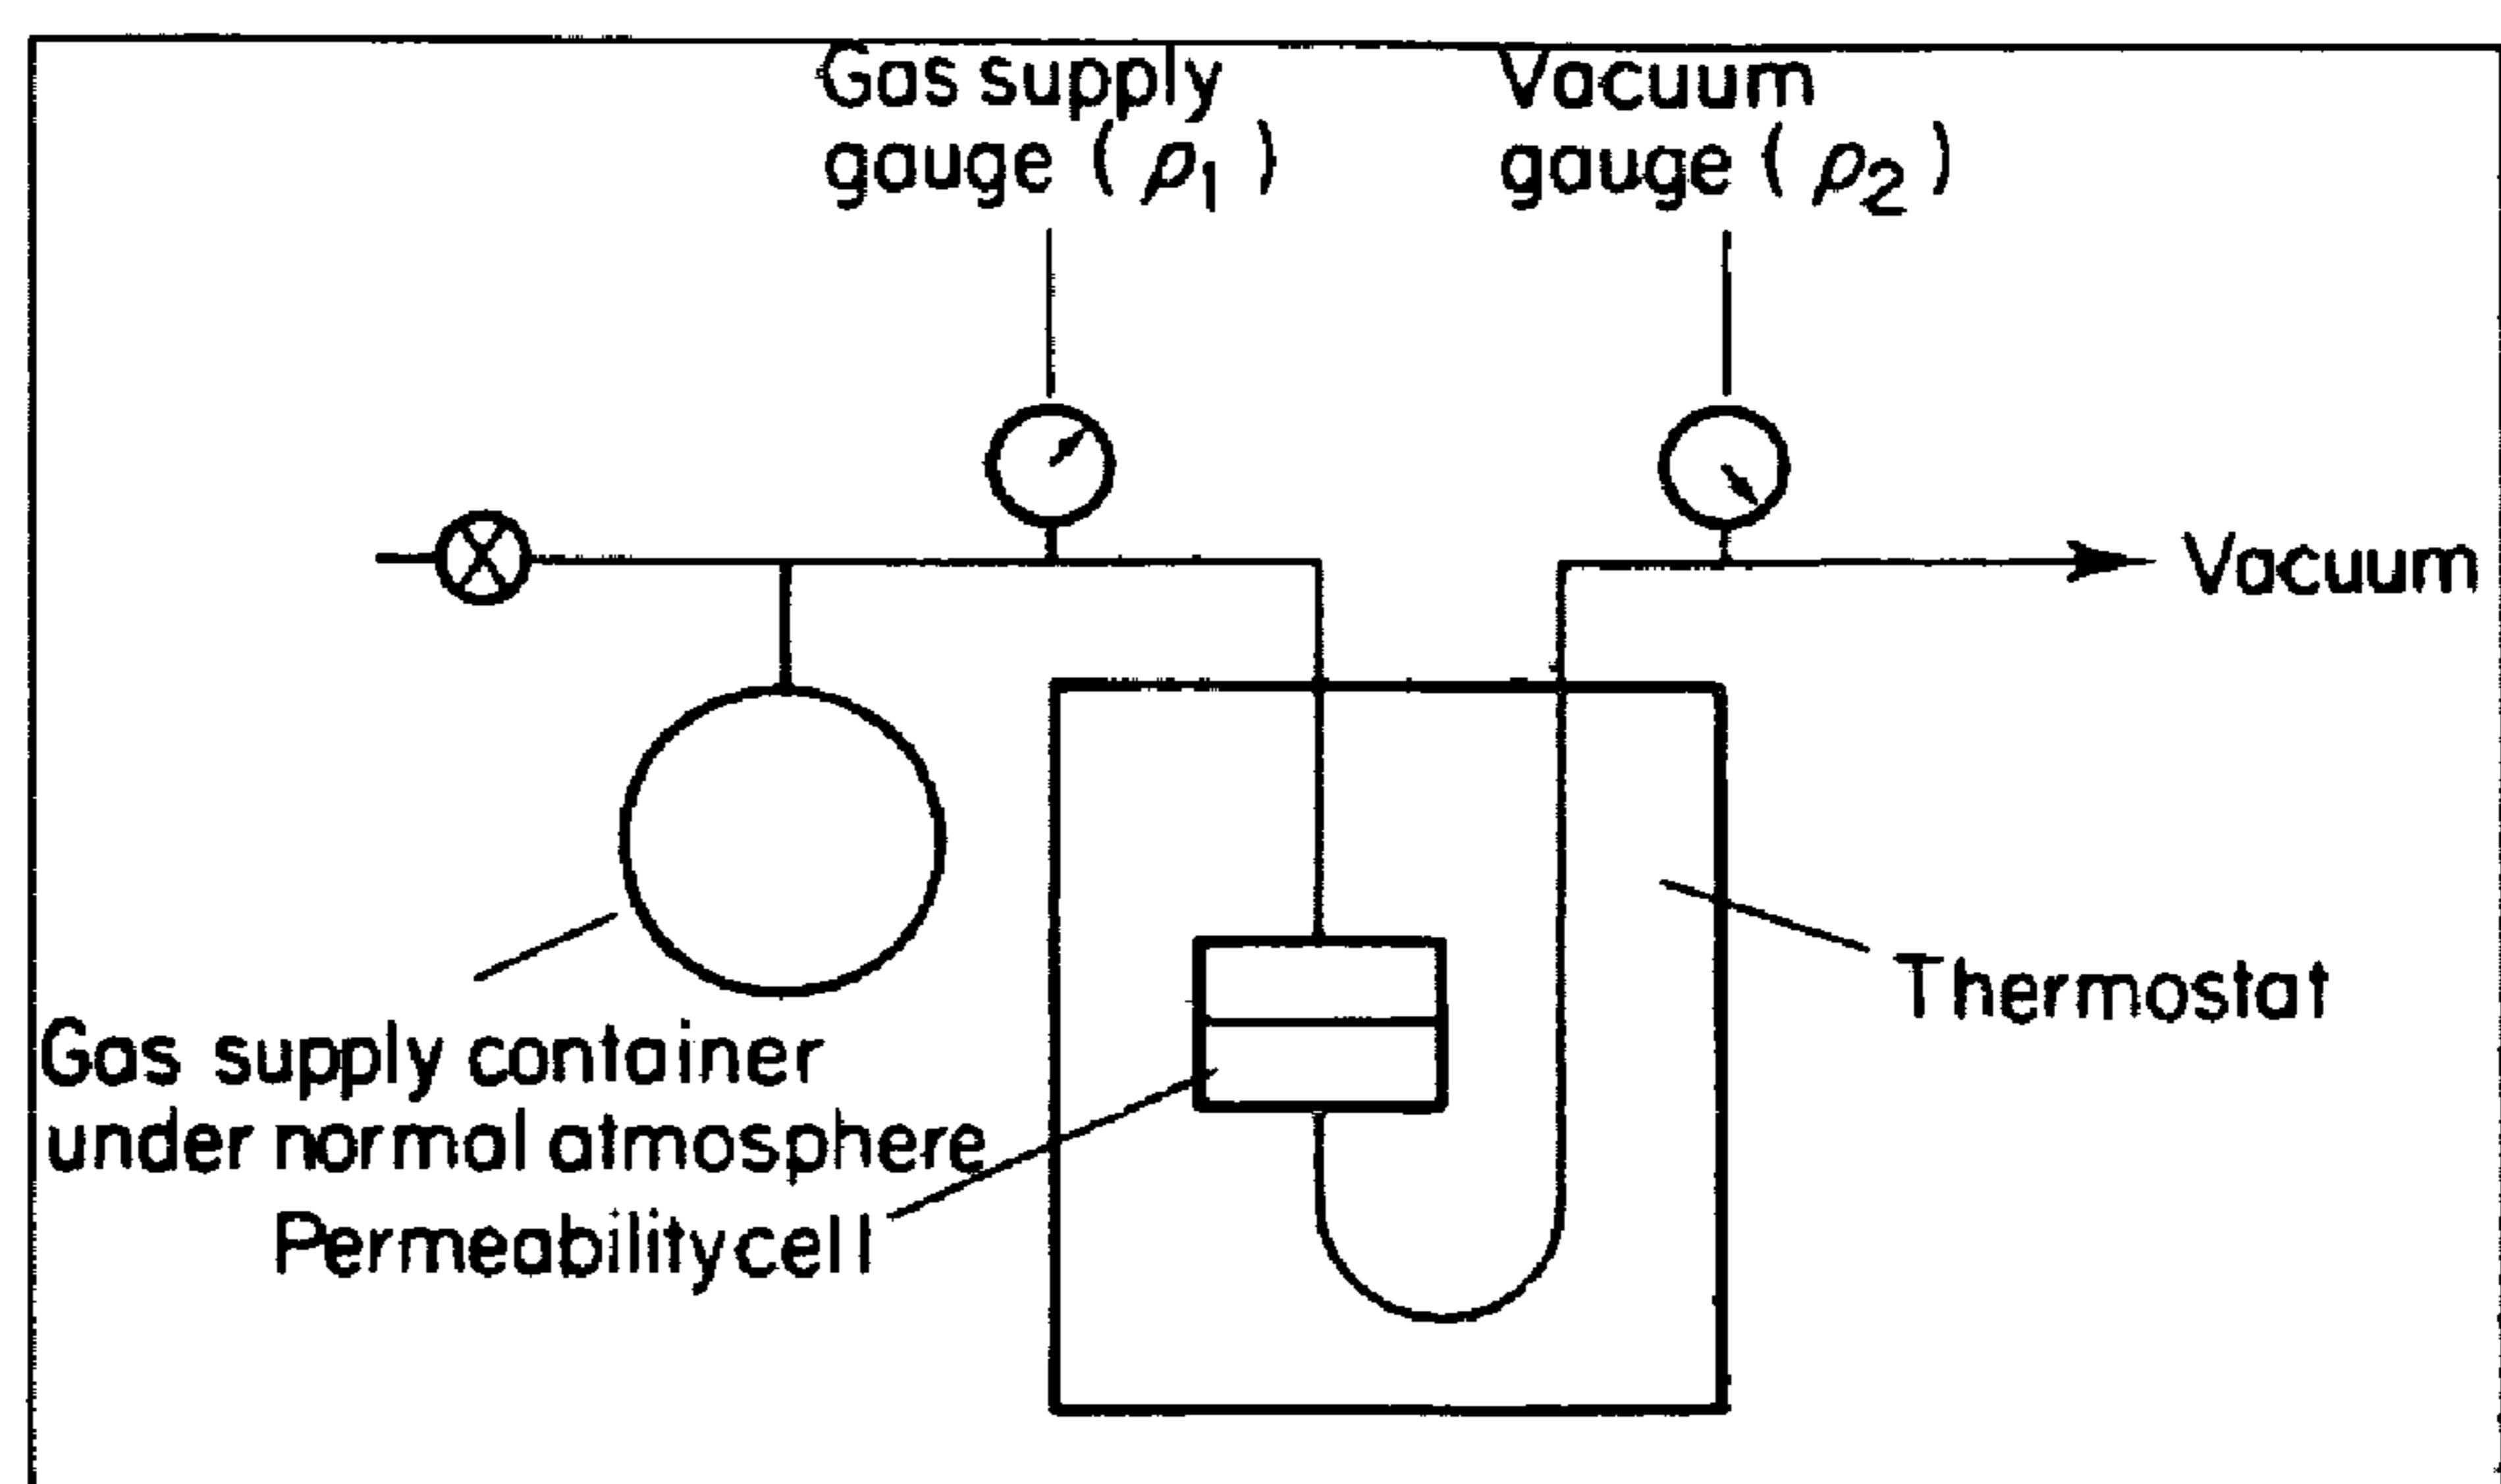 Gas supply
gauge (ρ1)
Vacuum
gauge (ρ2)
Vacuum
Thermostat
Gas supply container
under normal atmosphere
Permeability cell